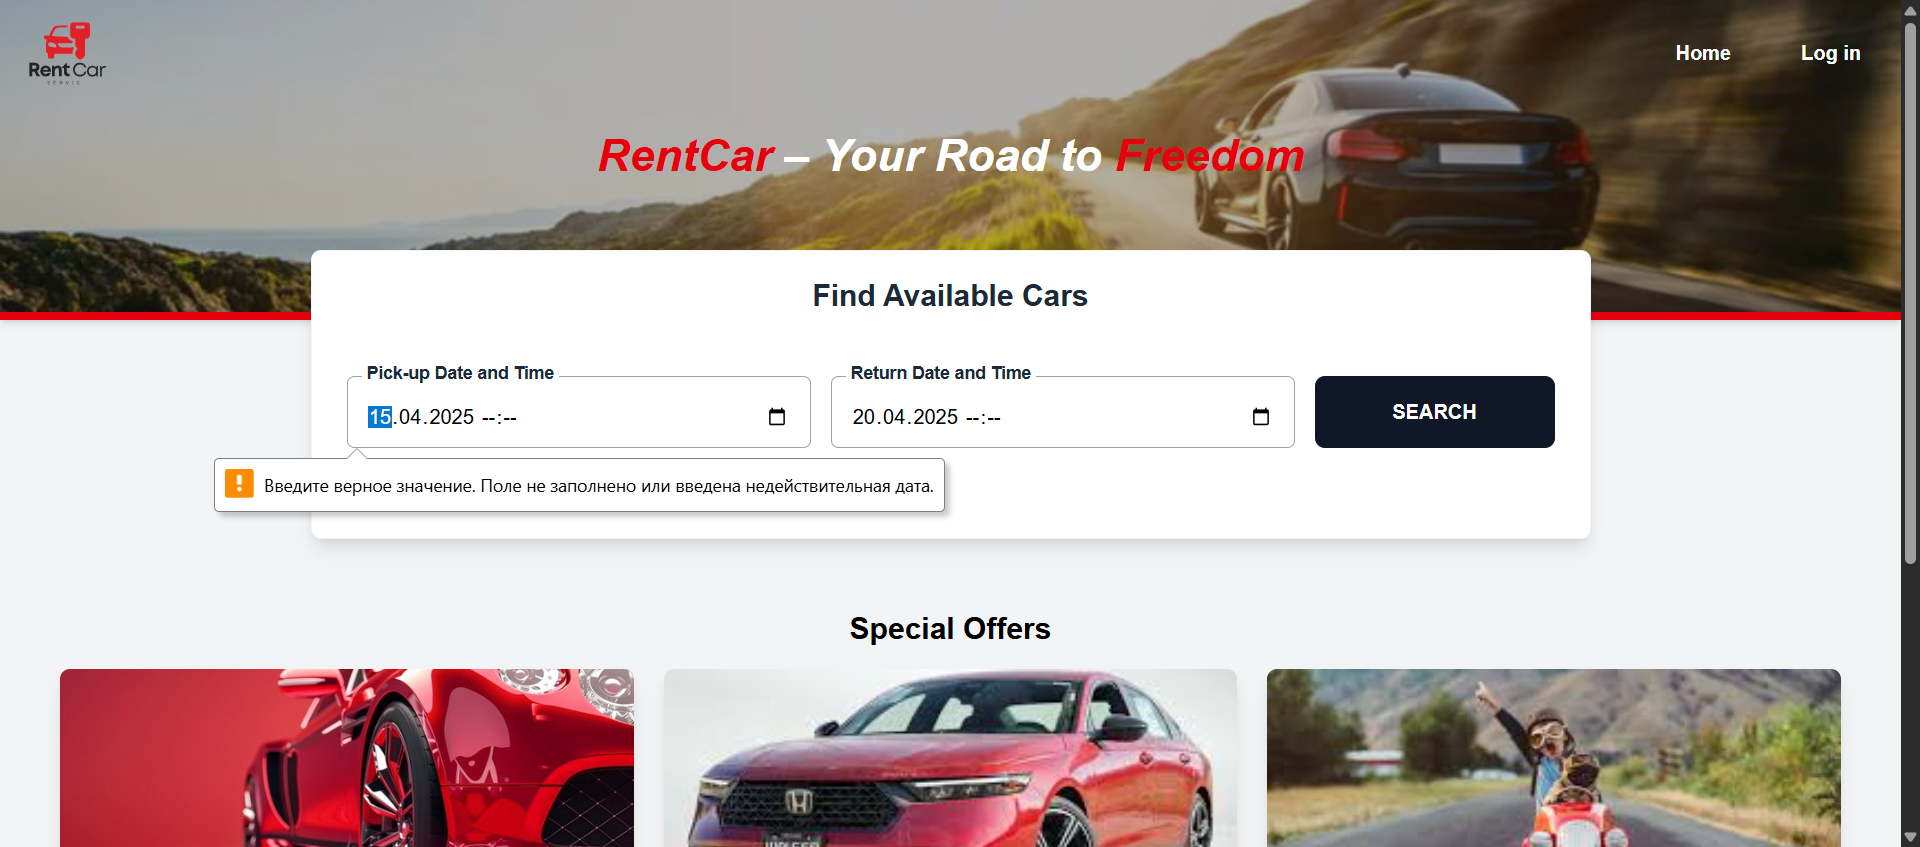 RentCar
SERVIC
Home
Log in
RentCar – Your Road to Freedom
Find Available Cars
Pick-up Date and Time
15.04.2025 --:--
Return Date and Time
20.04.2025 --:--
SEARCH
Введите верное значение. Поле не заполнено или введена недействительная дата.
Special Offers